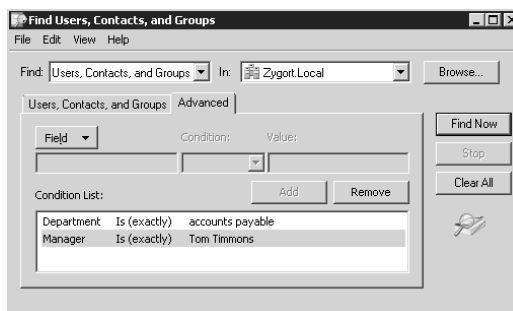 Find Users, Contacts, and Groups
File Edit View Help
Find: Users, Contacts, and Groups In: Zygort.Local Browse...
Users, Contacts, and Groups Advanced
Find Now
Field Condition: Value:
Stop
Clear All
Condition List: Add Remove
Department Is (exactly) accounts payable
Manager Is (exactly) Tom Timmons